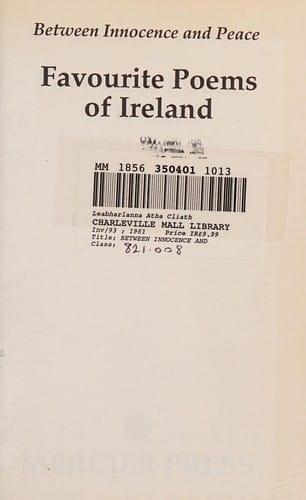 Between Innocence and Peace
Favourite Poems
of Ireland
MM 1856 350401 1013
Leabharlanna Atha Cliath
CHARLEVILLE MALL LIBRARY
Inv/93 : 1961 Price IR£9.99
Title: BETWEEN INNOCENCE AND
Class: 821.008
MERCIER PRESS